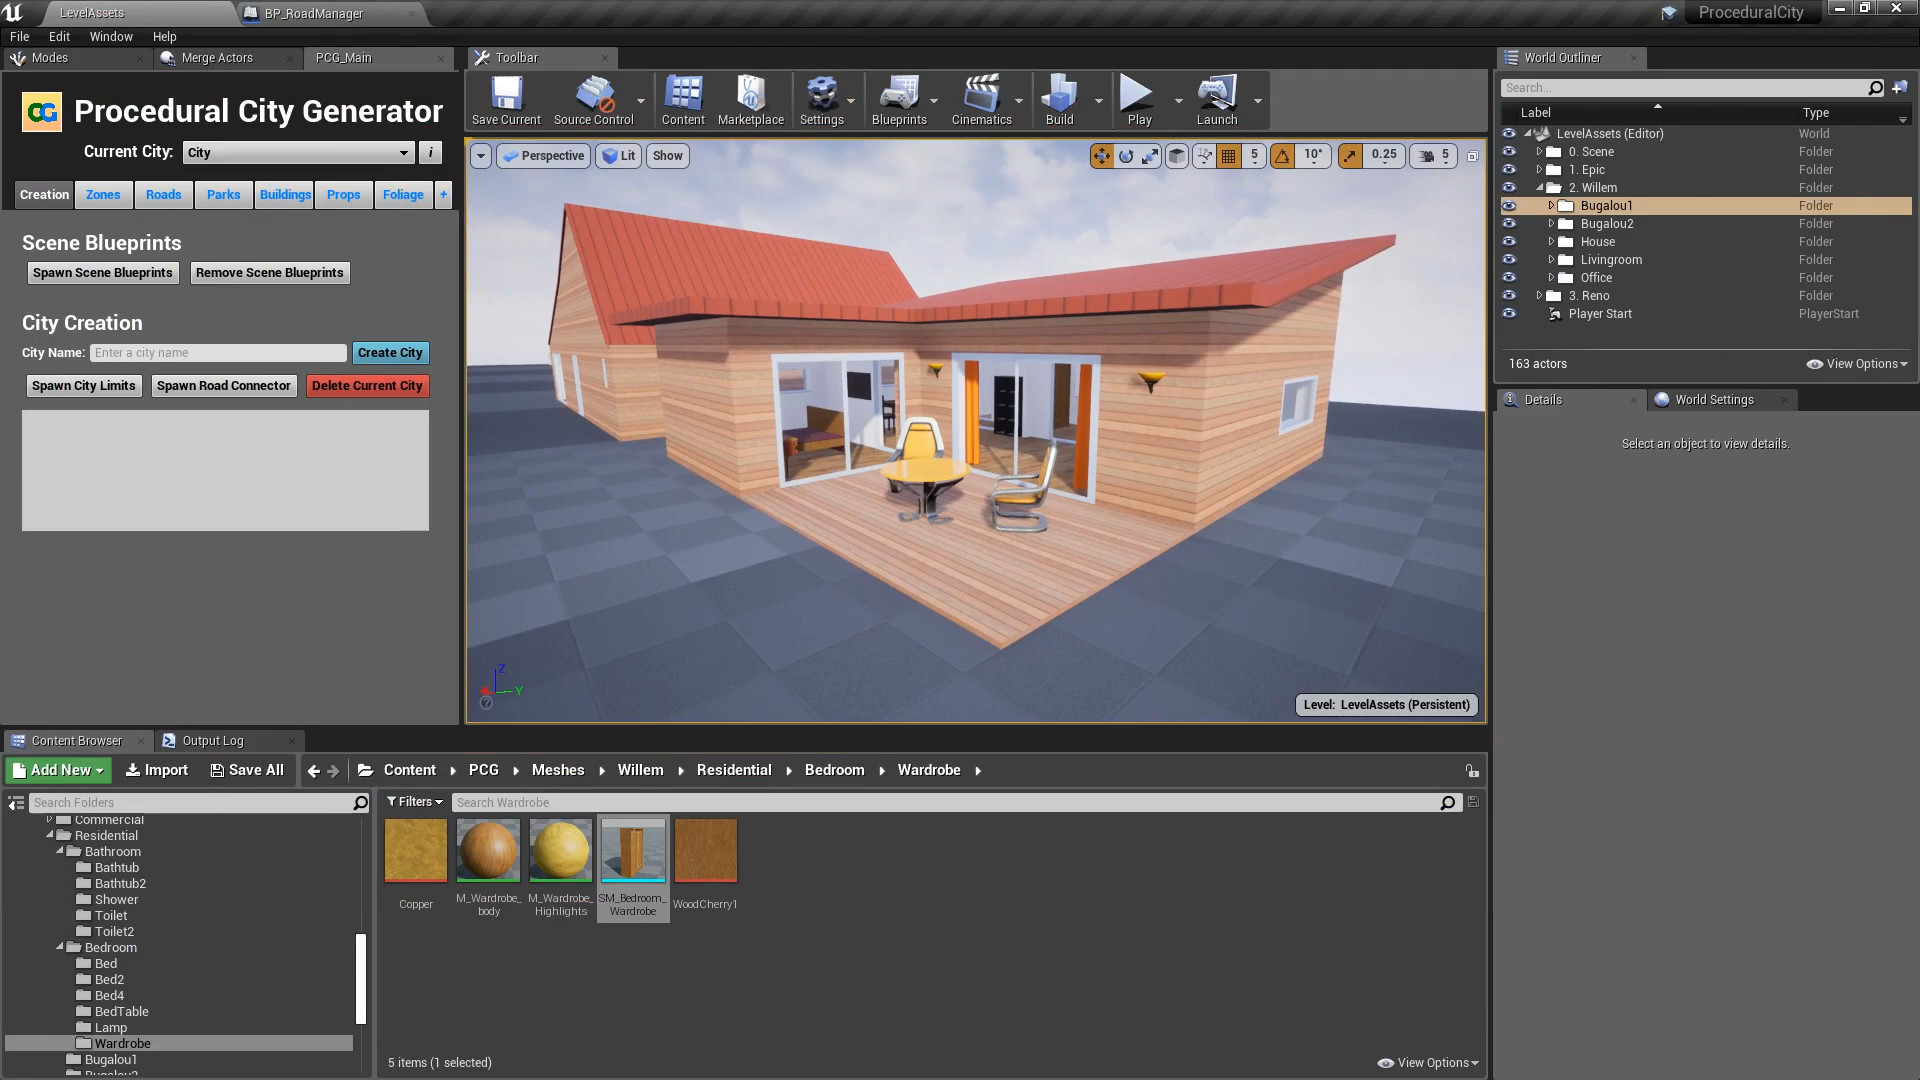 LevelAssets
BP_RoadManager
ProceduralCity
File Edit Window Help
Modes
Merge Actors
PCG_Main
Toolbar
World Outliner
Procedural City Generator
Current City: City i
Creation Zones Roads Parks Buildings Props Foliage +
Scene Blueprints
Spawn Scene Blueprints Remove Scene Blueprints
City Creation
City Name: Enter a city name Create City
Spawn City Limits Spawn Road Connector Delete Current City
Save Current Source Control Content Marketplace Settings Blueprints Cinematics Build Play Launch
Perspective Lit Show
5 10° 0.25 5
Z
X Y
Level: LevelAssets (Persistent)
Search...
Label Type
LevelAssets (Editor) World
0. Scene Folder
1. Epic Folder
2. Willem Folder
Bugalou1 Folder
Bugalou2 Folder
House Folder
Livingroom Folder
Office Folder
3. Reno Folder
Player Start PlayerStart
163 actors View Options
Details World Settings
Select an object to view details.
Content Browser Output Log
Add New Import Save All Content PCG Meshes Willem Residential Bedroom Wardrobe
Search Folders
Filters Search Wardrobe
Commercial
Residential
Bathroom
Bathtub
Bathtub2
Shower
Toilet
Toilet2
Bedroom
Bed
Bed2
Bed4
BedTable
Lamp
Wardrobe
Bugalou1
Bugalou2
Copper
M_Wardrobe_
body
M_Wardrobe_
Highlights
SM_Bedroom_
Wardrobe
WoodCherry1
5 items (1 selected) View Options